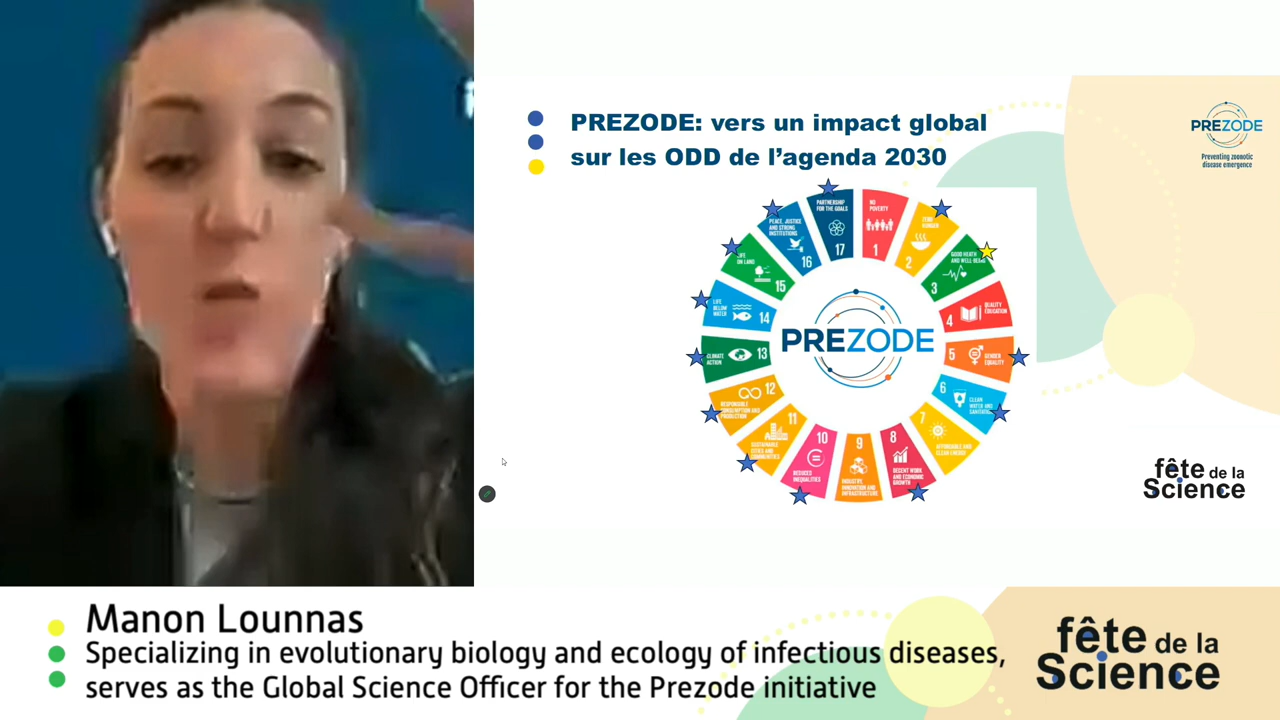 PREZODE: vers un impact global
sur les ODD de l'agenda 2030
PREZODE
Preventing zoonotic
disease emergence
PARTNERSHIP
FOR THE GOALS
17
NO
POVERTY
1
ZERO
HUNGER
2
GOOD HEATH
AND WELL-BEING
3
4
QUALITY
EDUCATION
5
GENDER
EQUALITY
6
CLEAN
WATER AND
SANITATION
7
AFFORDABLE AND
CLEAN ENERGY
8
DECENT WORK
AND ECONOMIC
GROWTH
9
INDUSTRY,
INNOVATION AND
INFRASTRUCTURE
10
REDUCED
INEQUALITIES
11
SUSTAINABLE
CITIES AND
COMMUNITIES
12
RESPONSIBLE
CONSUMPTION AND
PRODUCTION
13
CLIMATE
ACTION
14
LIFE
BELOW
WATER
15
LIFE
ON LAND
16
PEACE, JUSTICE
AND STRONG
INSTITUTIONS
PREZODE
fête de la
Science
Manon Lounnas
Specializing in evolutionary biology and ecology of infectious diseases,
serves as the Global Science Officer for the Prezode initiative
fête de la
Science